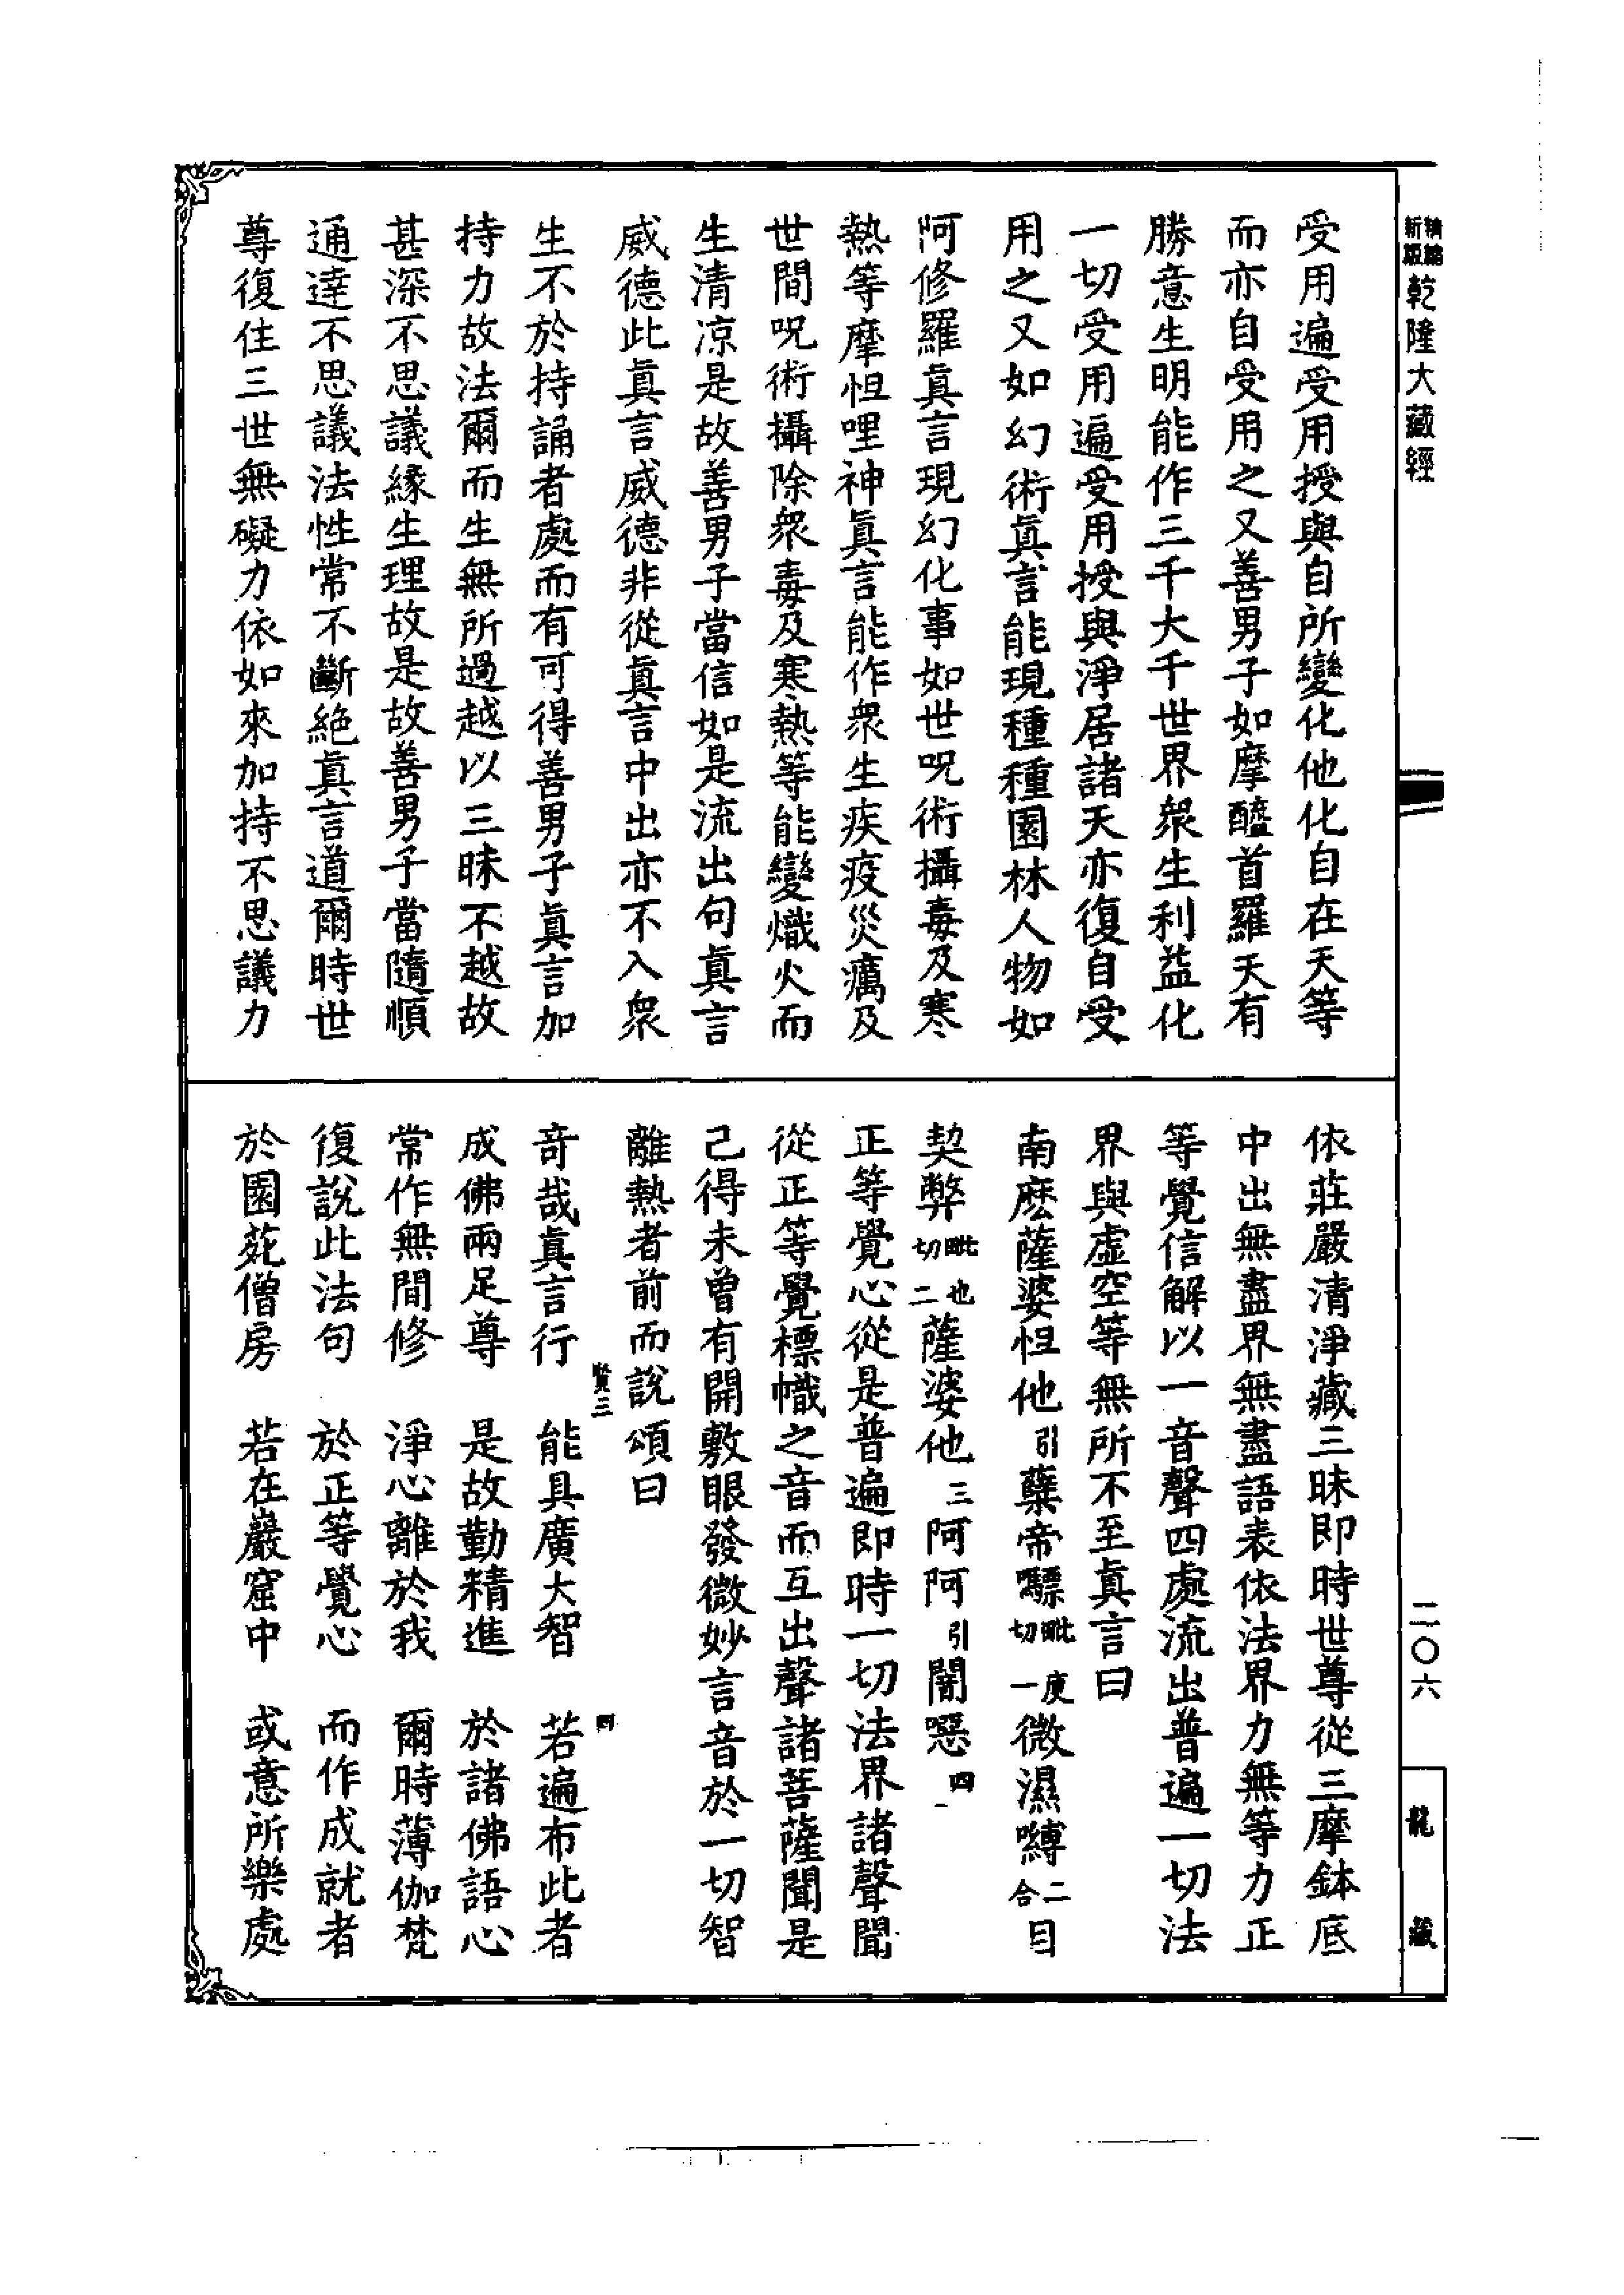 新版精縮 乾隆大藏經
二〇六
龍藏
受用遍受用授與自所變化他化自在天等
而亦自受用之又善男子如摩醯首羅天有
勝意生明能作三千大千世界眾生利益化
一切受用遍受用授與淨居諸天亦復自受
用之又如幻術真言能現種種園林人物如
阿修羅真言現幻化事如世呪術攝毒及寒
熱等摩怛哩神真言能作眾生疾疫災癘及
世間呪術攝除眾毒及寒熱等能變熾火而
生清涼是故善男子當信如是流出句真言
威德此真言威德非從真言中出亦不入眾
生不於持誦者處而有可得善男子真言加
持力故法爾而生無所過越以三昧不越故
甚深不思議緣生理故是故善男子當隨順
通達不思議法性常不斷絕真言道爾時世
尊復住三世無礙力依如來加持不思議力
依莊嚴清淨藏三昧即時世尊從三摩鉢底
中出無盡界無盡語表依法界力無等力正
等覺信解以一音聲四處流出普遍一切法
界與虛空等無所不至真言曰
南麽薩婆怛他引蘗帝嚩毗庾切一微濕嚩二合目
契弊毗也切二薩婆他三阿阿引闇噁四
正等覺心從是普遍即時一切法界諸聲聞
從正等覺標幟之音而互出聲諸菩薩聞是
己得未曾有開敷眼發微妙言音於一切智
離熱者前而說頌曰
奇哉真言行 能具廣大智 若遍布此者
賢三
四
成佛兩足尊 是故勤精進 於諸佛語心
常作無間修 淨心離於我 爾時薄伽梵
復說此法句 於正等覺心 而作成就者
於園苑僧房 若在巖窟中 或意所樂處